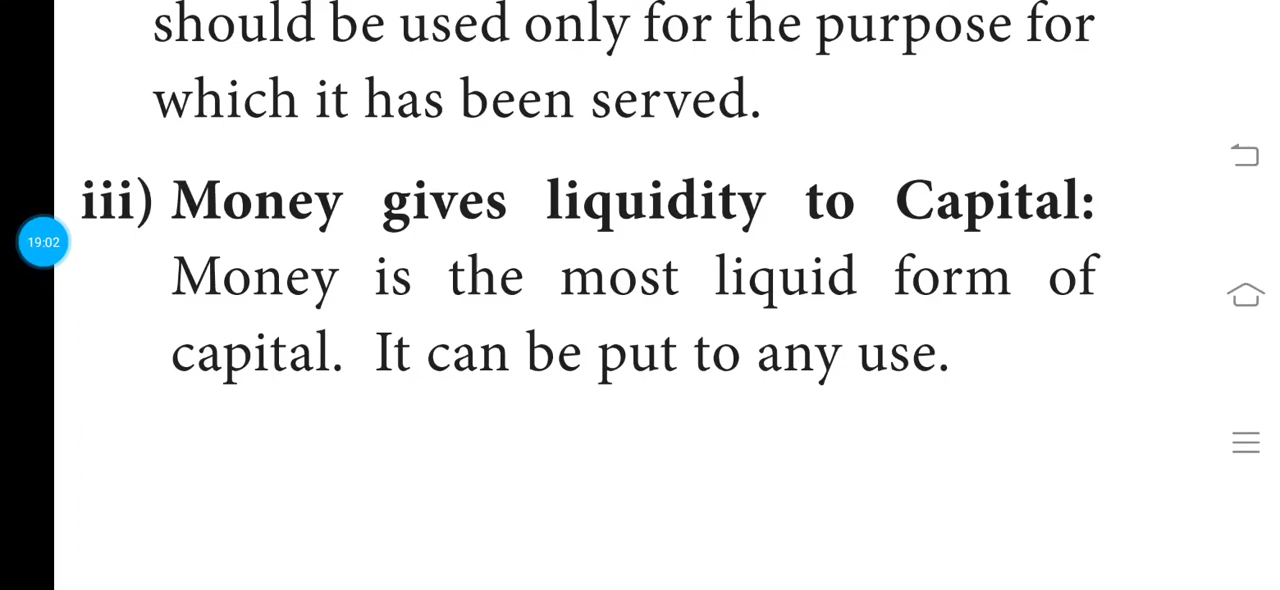 should be used only for the purpose for
which it has been served.
iii) Money gives liquidity to Capital:
19:02
Money is the most liquid form of
capital. It can be put to any use.